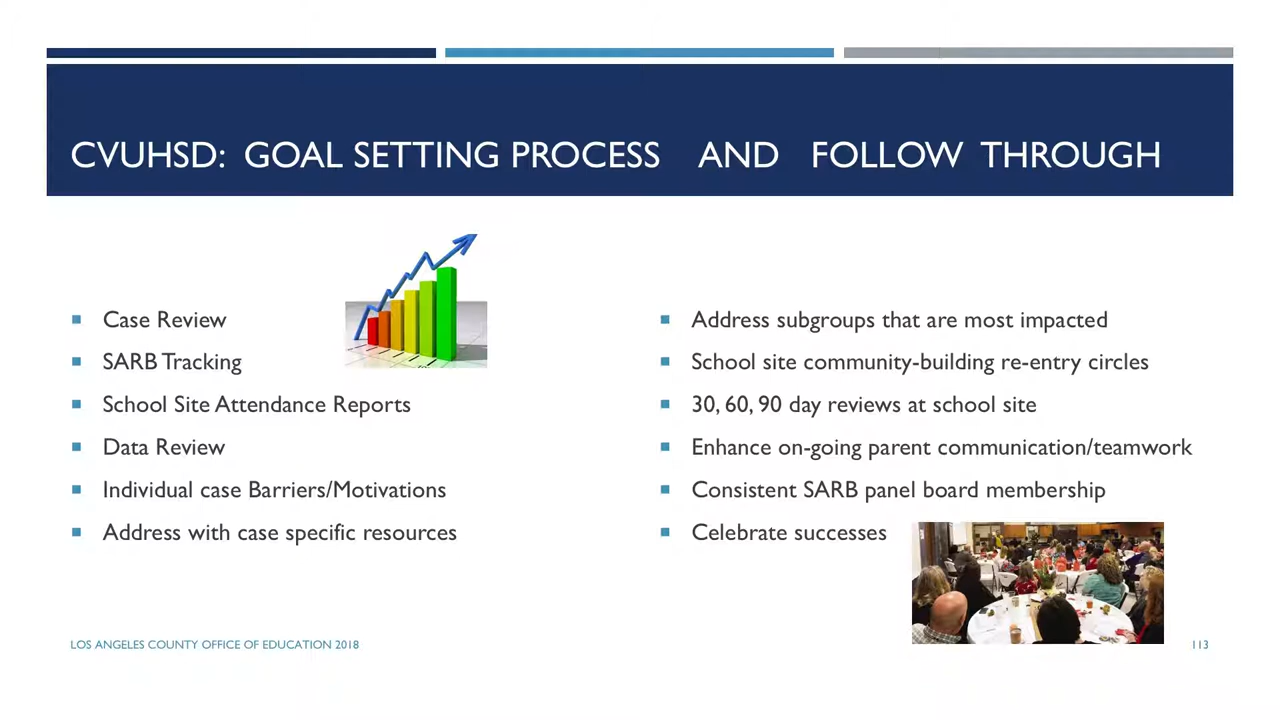 CVUHSD: GOAL SETTING PROCESS AND FOLLOW THROUGH
Case Review
SARB Tracking
School Site Attendance Reports
Data Review
Individual case Barriers/Motivations
Address with case specific resources
Address subgroups that are most impacted
School site community-building re-entry circles
30, 60, 90 day reviews at school site
Enhance on-going parent communication/teamwork
Consistent SARB panel board membership
Celebrate successes
LOS ANGELES COUNTY OFFICE OF EDUCATION 2018
113